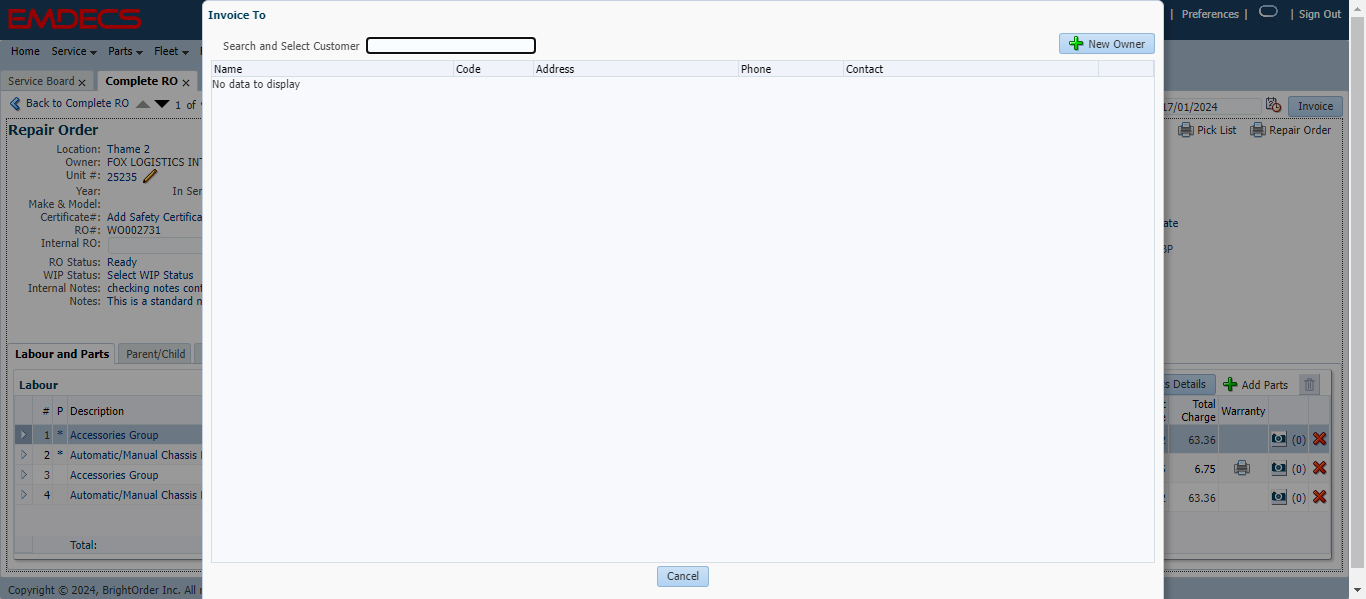 EMDECS
| Preferences | | Sign Out
Home Service Parts Fleet
Service Board x Complete RO x
Back to Complete RO 1 of
17/01/2024 Invoice
Pick List Repair Order
Repair Order
Location: Thame 2
Owner: FOX LOGISTICS INT
Unit #: 25235
Year: In Ser
Make & Model:
Certificate#: Add Safety Certifica
RO#: WO002731
Internal RO:
RO Status: Ready
WIP Status: Select WIP Status
Internal Notes: checking notes cont
Notes: This is a standard n
Labour and Parts Parent/Child
Labour
# P Description
1 * Accessories Group
2 * Automatic/Manual Chassis
3 Accessories Group
4 Automatic/Manual Chassis
Total:
Invoice To
Search and Select Customer
New Owner
Name Code Address Phone Contact
No data to display
Cancel
ate
BP
s Details Add Parts
Total Charge Warranty
63.36 (0)
6.75 (0)
63.36 (0)
Copyright © 2024, BrightOrder Inc. All